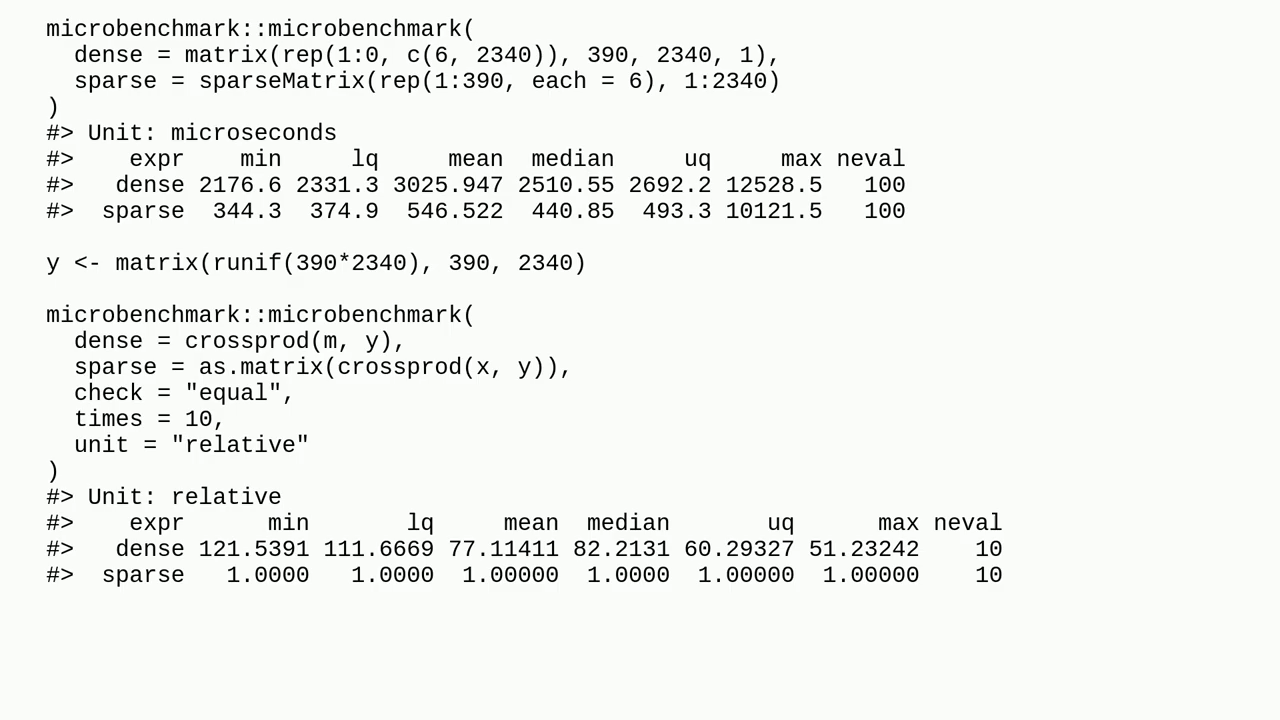 microbenchmark::microbenchmark(
  dense = matrix(rep(1:0, c(6, 2340)), 390, 2340, 1),
  sparse = sparseMatrix(rep(1:390, each = 6), 1:2340)
)
#> Unit: microseconds
#>    expr    min     lq     mean  median     uq     max neval
#>   dense 2176.6 2331.3 3025.947 2510.55 2692.2 12528.5   100
#>  sparse  344.3  374.9  546.522  440.85  493.3 10121.5   100
y <- matrix(runif(390*2340), 390, 2340)
microbenchmark::microbenchmark(
  dense = crossprod(m, y),
  sparse = as.matrix(crossprod(x, y)),
  check = "equal",
  times = 10,
  unit = "relative"
)
#> Unit: relative
#>    expr      min       lq     mean  median       uq      max neval
#>   dense 121.5391 111.6669 77.11411 82.2131 60.29327 51.23242    10
#>  sparse   1.0000   1.0000  1.00000  1.0000  1.00000  1.00000    10